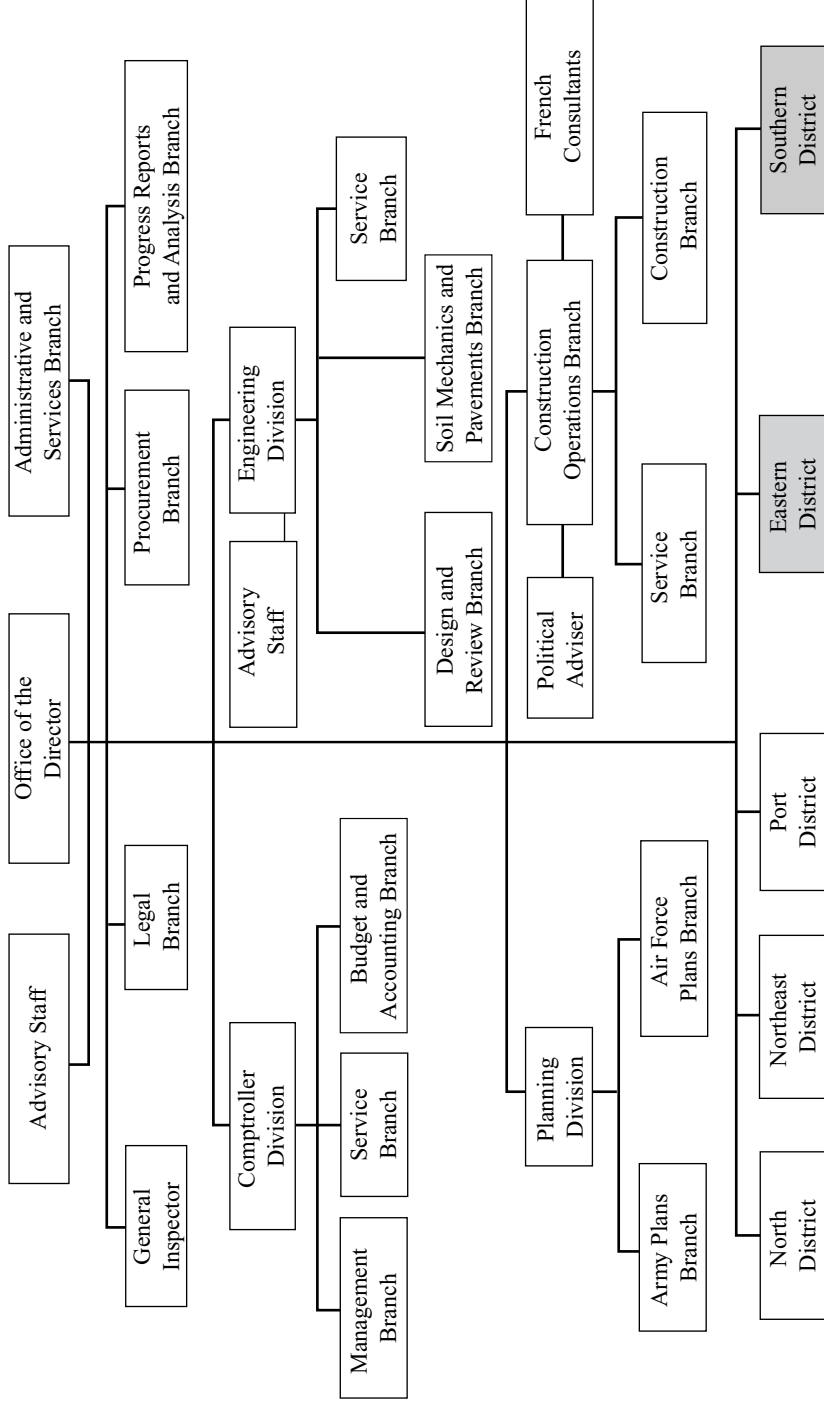 Advisory Staff
Office of the
Director
Administrative and
Services Branch
General
Inspector
Legal
Branch
Procurement
Branch
Progress Reports
and Analysis Branch
Comptroller
Division
Advisory
Staff
Engineering
Division
Management
Branch
Service
Branch
Budget and
Accounting Branch
Design and
Review Branch
Soil Mechanics and
Pavements Branch
Service
Branch
Planning
Division
Political
Adviser
Construction
Operations Branch
French
Consultants
Army Plans
Branch
Air Force
Plans Branch
Service
Branch
Construction
Branch
North
District
Northeast
District
Port
District
Eastern
District
Southern
District